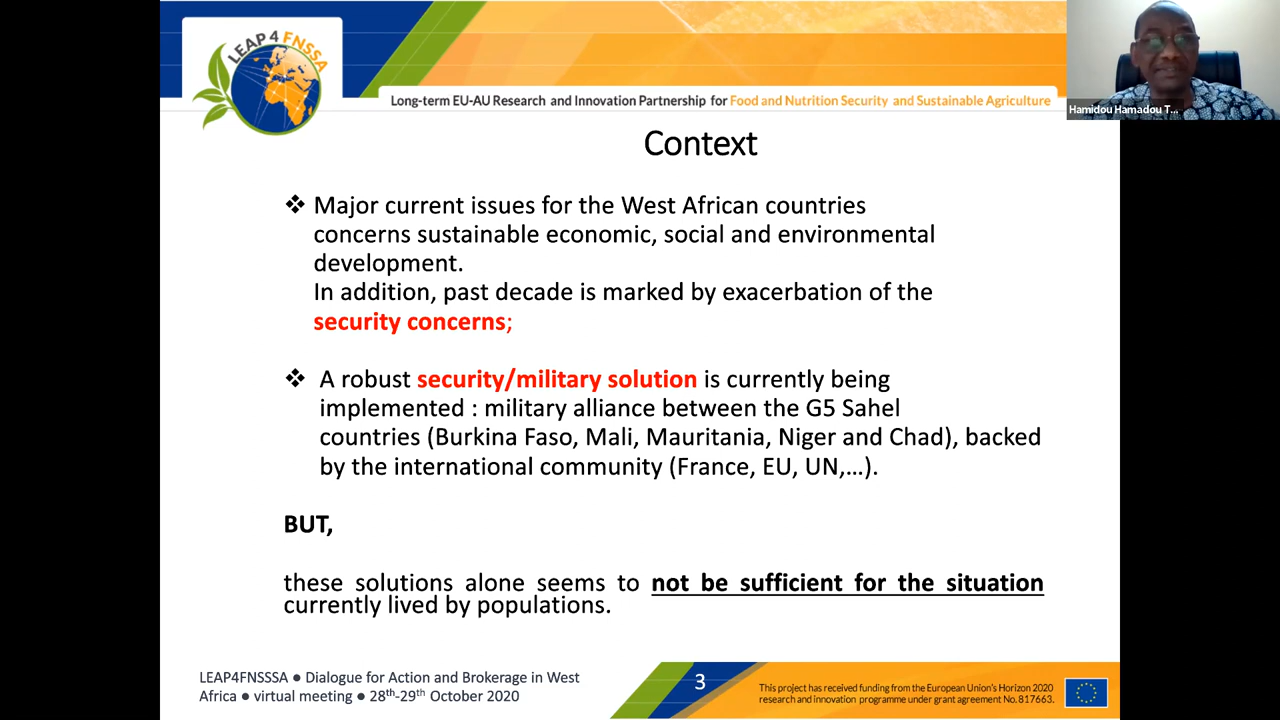 LEAP4FNSSA
Long-term EU-AU Research and Innovation Partnership for Food and Nutrition Security and Sustainable Agriculture
Hamidou Hamadou T...
Context
❖ Major current issues for the West African countries
concerns sustainable economic, social and environmental
development.
In addition, past decade is marked by exacerbation of the
security concerns;
❖ A robust security/military solution is currently being
implemented : military alliance between the G5 Sahel
countries (Burkina Faso, Mali, Mauritania, Niger and Chad), backed
by the international community (France, EU, UN,...).
BUT,
these solutions alone seems to not be sufficient for the situation
currently lived by populations.
LEAP4FNSSSA ● Dialogue for Action and Brokerage in West
Africa ● virtual meeting ● 28th-29th October 2020
3
This project has received funding from the European Union's Horizon 2020
research and innovation programme under grant agreement No. 817663.